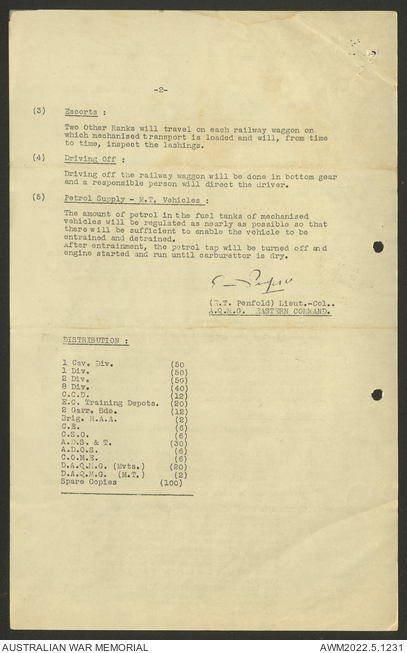 -2-
(3) Escorts :
Two Other Ranks will travel on each railway waggon on
which mechanised transport is loaded and will, from time
to time, inspect the lashings.
(4) Driving Off :
Driving off the railway waggon will be done in bottom gear
and a responsible person will direct the driver.
(5) Petrol Supply - M.T. Vehicles :
The amount of petrol in the fuel tanks of mechanised
vehicles will be regulated as nearly as possible so that
there will be sufficient to enable the vehicle to be
entrained and detrained.
After entrainment, the petrol tap will be turned off and
engine started and run until carburettor is dry.
(E.T. Penfold) Lieut.-Col..
A.Q.M.G. EASTERN COMMAND.
DISTRIBUTION :
1 Cav. Div. (50
1 Div. (50)
2 Div. (50)
8 Div. (40)
C.C.D. (12)
E.C. Training Depots. (20)
2 Garr. Bde. (12)
Brig. R.A.A. (2)
C.E. (6)
C.S.O. (6)
A.D.S. & T. (30)
A.D.O.S. (6)
C.O.M.E. (6)
D.A.Q.M.G. (Mvts.) (20)
D.A.Q.M.G. (M.T.) (2)
Spare Copies (100)
AUSTRALIAN WAR MEMORIAL AWM2022.5.1231